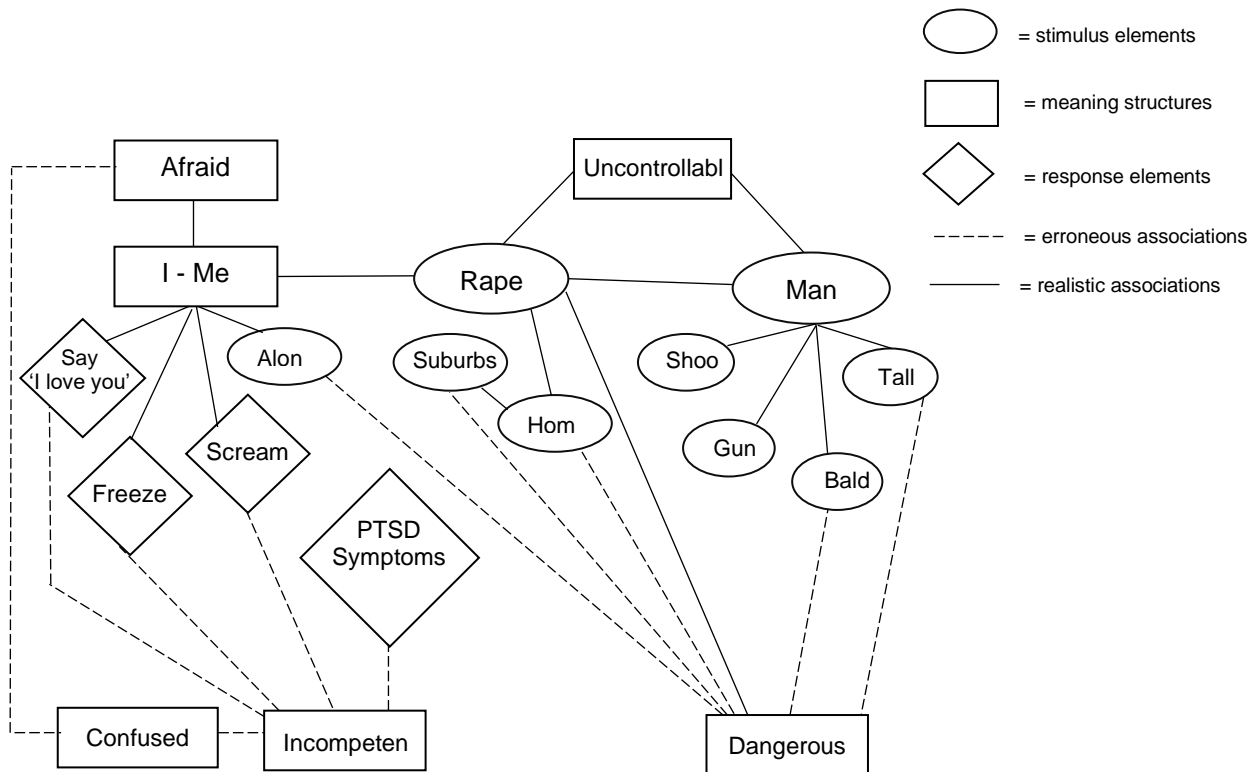 = stimulus elements
= meaning structures
= response elements
= erroneous associations
= realistic associations
Afraid
Uncontrollabl
I - Me
Rape
Man
Say
'I love you'
Alon
Suburbs
Shoo
Tall
Hom
Scream
Gun
Bald
Freeze
PTSD
Symptoms
Confused
Incompeten
Dangerous